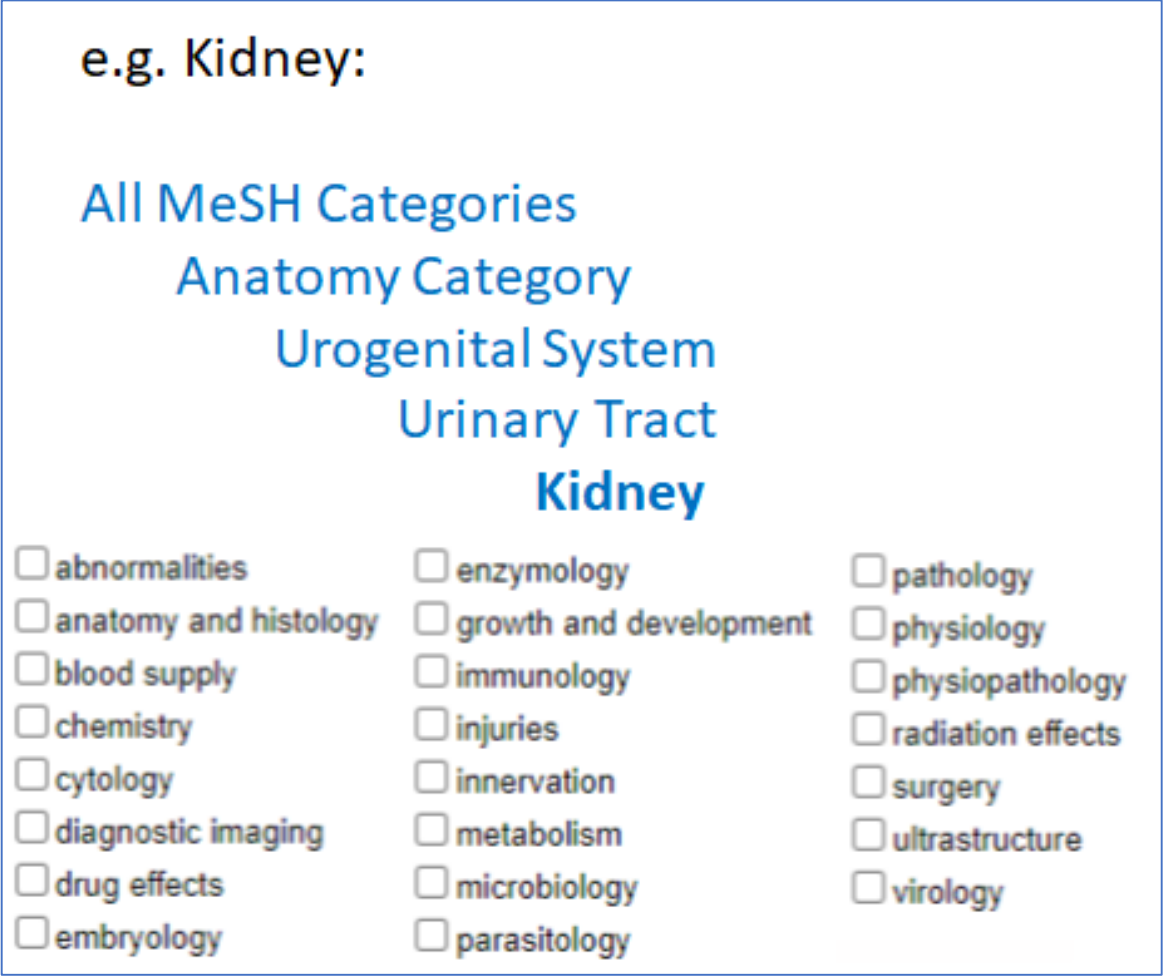 e.g. Kidney:
All MeSH Categories
Anatomy Category
Urogenital System
Urinary Tract
Kidney
abnormalities
anatomy and histology
blood supply
chemistry
cytology
diagnostic imaging
drug effects
embryology
enzymology
growth and development
immunology
injuries
innervation
metabolism
microbiology
parasitology
pathology
physiology
physiopathology
radiation effects
surgery
ultrastructure
virology